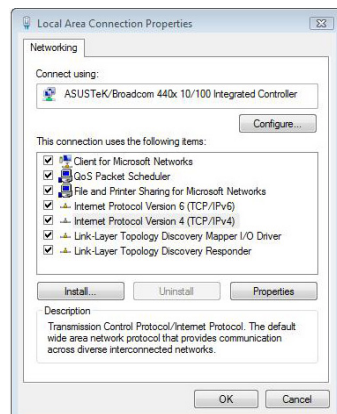 Local Area Connection Properties
Networking
Connect using:
ASUSTeK/Broadcom 440x 10/100 Integrated Controller
Configure...
This connection uses the following items:
Client for Microsoft Networks
QoS Packet Scheduler
File and Printer Sharing for Microsoft Networks
Internet Protocol Version 6 (TCP/IPv6)
Internet Protocol Version 4 (TCP/IPv4)
Link-Layer Topology Discovery Mapper I/O Driver
Link-Layer Topology Discovery Responder
Install... Uninstall Properties
Description
Transmission Control Protocol/Internet Protocol. The default
wide area network protocol that provides communication
across diverse interconnected networks.
OK Cancel